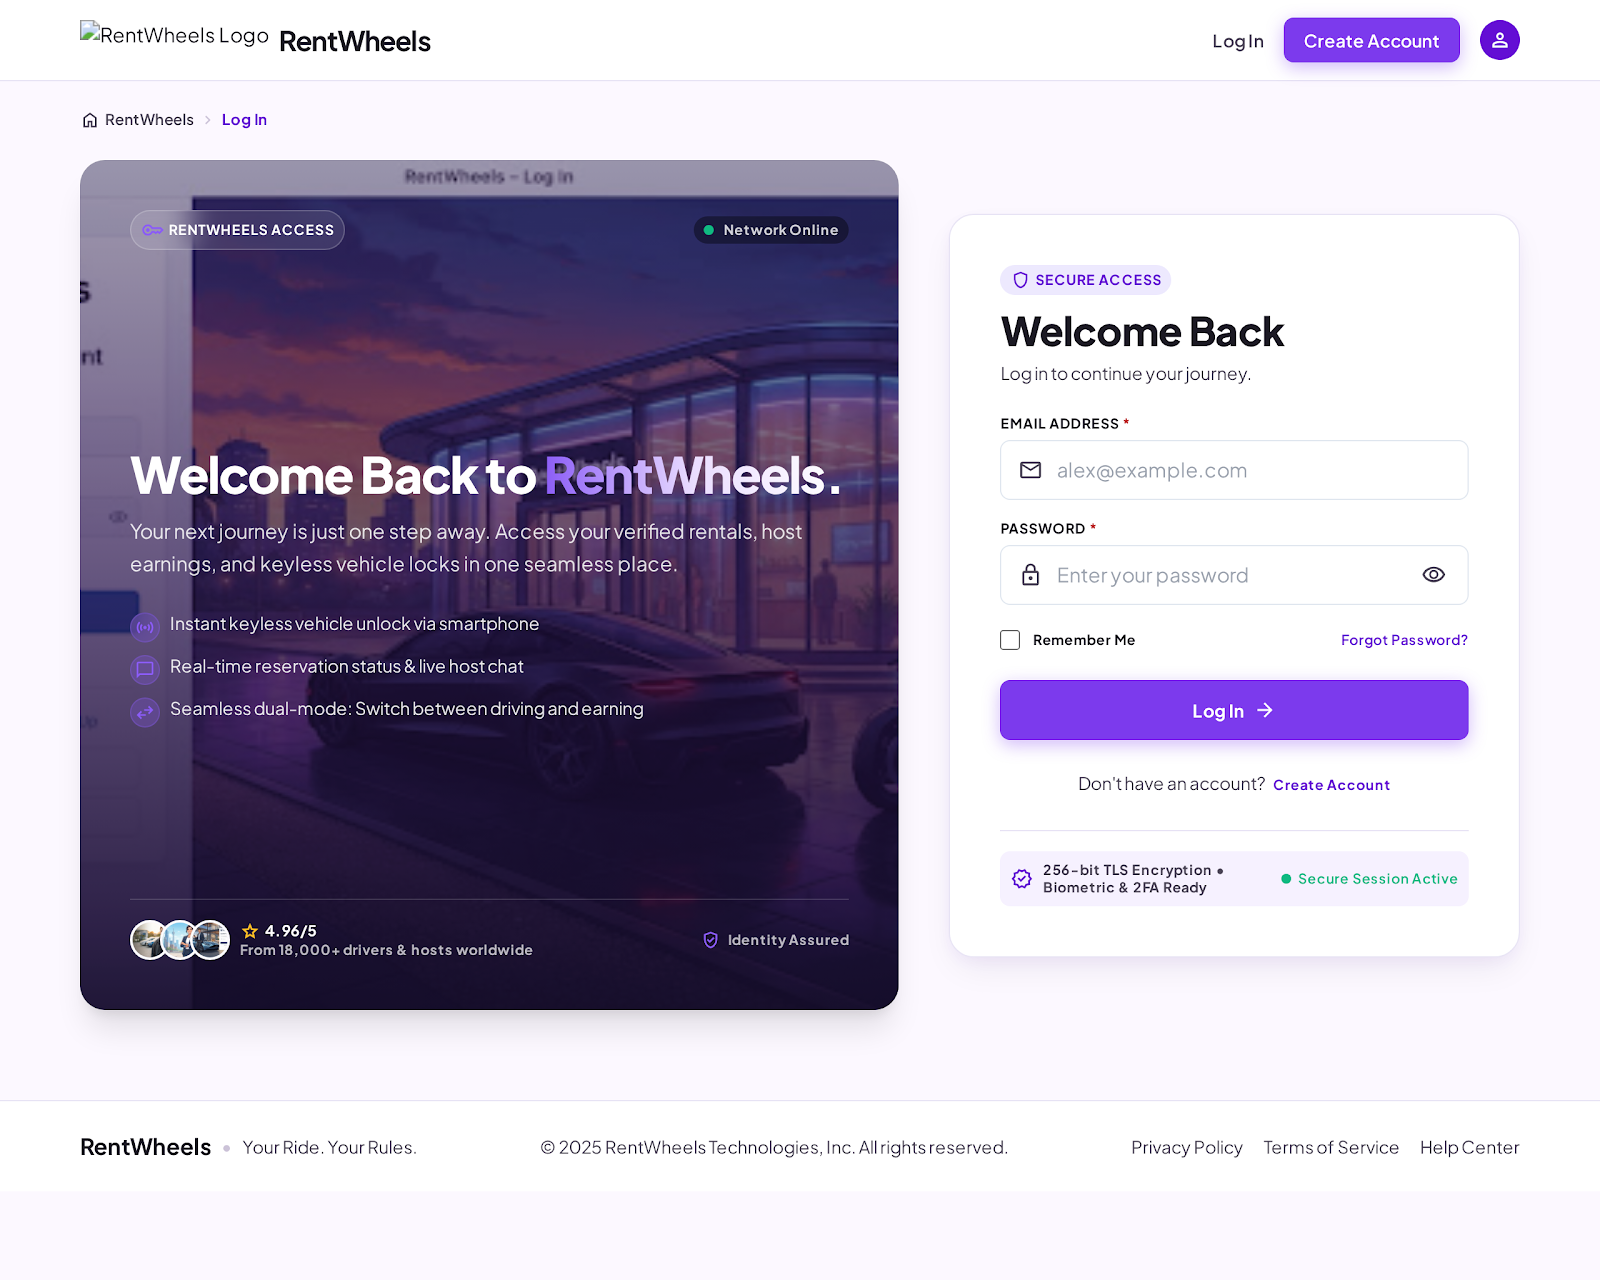 RentWheels Logo RentWheels
Log In
Create Account
RentWheels
Log In
RentWheels – Log In
RENTWHEELS ACCESS
Network Online
S
nt
Welcome Back to RentWheels.
Your next journey is just one step away. Access your verified rentals, host
earnings, and keyless vehicle locks in one seamless place.
Instant keyless vehicle unlock via smartphone
Real-time reservation status & live host chat
Seamless dual-mode: Switch between driving and earning
4.96/5
From 18,000+ drivers & hosts worldwide
Identity Assured
SECURE ACCESS
Welcome Back
Log in to continue your journey.
EMAIL ADDRESS *
alex@example.com
PASSWORD *
Enter your password
Remember Me
Forgot Password?
Log In
Don't have an account? Create Account
256-bit TLS Encryption •
Biometric & 2FA Ready
Secure Session Active
RentWheels • Your Ride. Your Rules.
© 2025 RentWheels Technologies, Inc. All rights reserved.
Privacy Policy
Terms of Service
Help Center